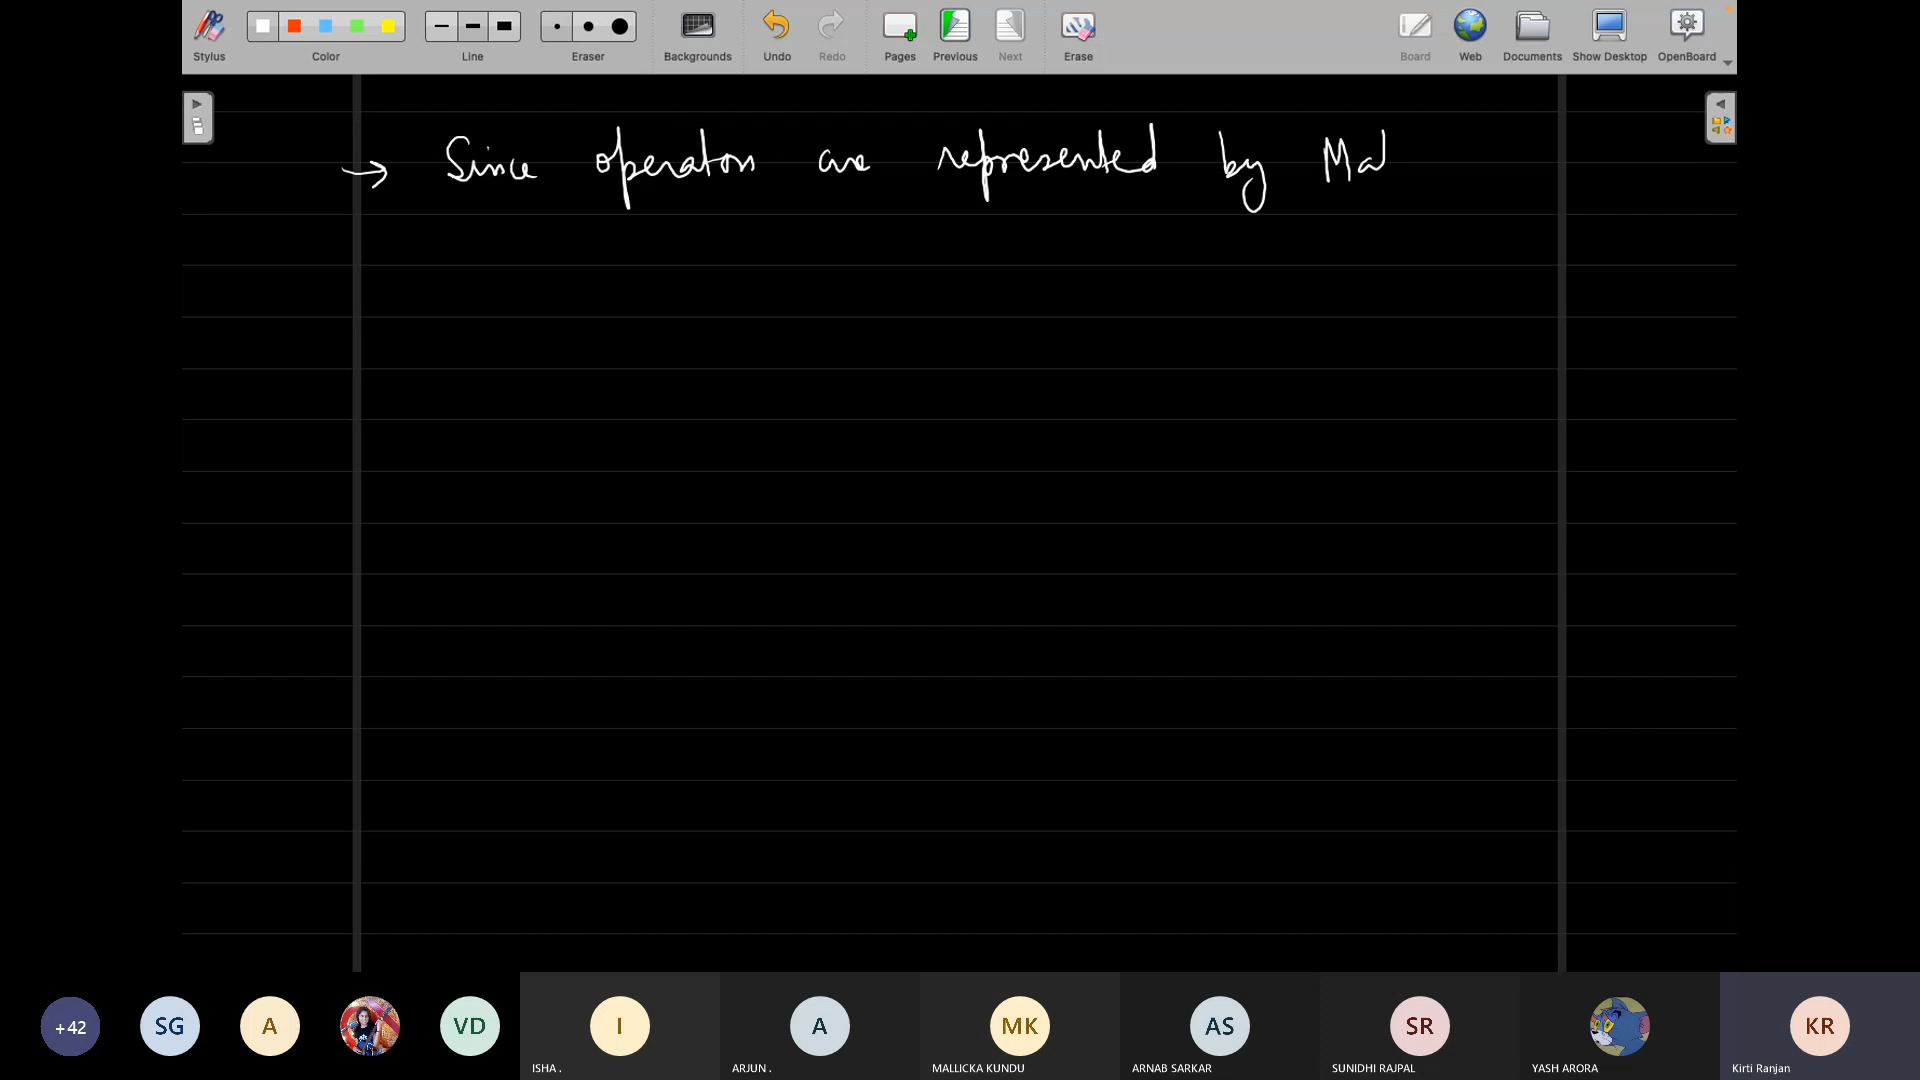 Stylus
Color
Line
Eraser
Backgrounds
Undo
Redo
Pages
Previous
Next
Erase
Board
Web
Documents
Show Desktop
OpenBoard
→ Since operators are represented by Mat
+42
SG
A
VD
I
ISHA .
A
ARJUN .
MK
MALLICKA KUNDU
AS
ARNAB SARKAR
SR
SUNIDHI RAJPAL
YASH ARORA
KR
Kirti Ranjan